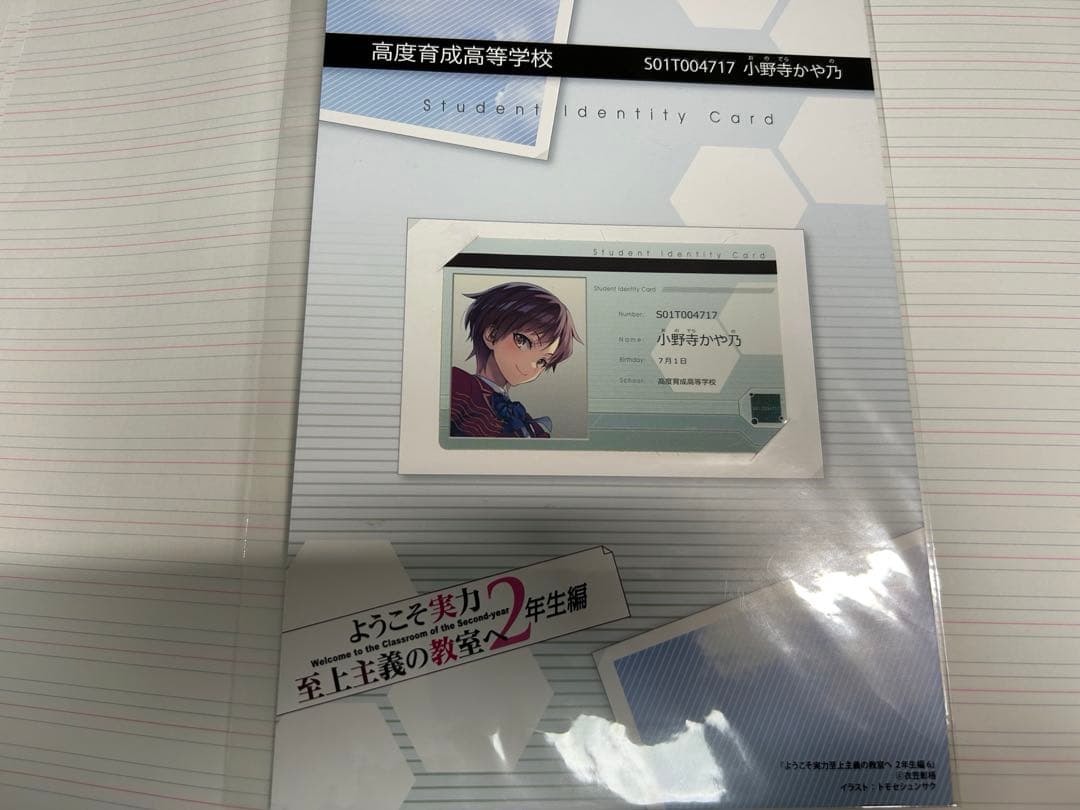 高度育成高等学校
S01T004717 小野寺かや乃
お の でら の
Student Identity Card
Student Identity Card
Student Identity Card
Number: S01T004717
お の でら の
Name: 小野寺かや乃
Birthday: 7月1日
School: 高度育成高等学校
ようこそ実力
Welcome to the Classroom of the Second-year
至上主義の教室へ2年生編
『ようこそ実力至上主義の教室へ 2年生編 6』
©衣笠彰梧
イラスト：トモセシュンサク